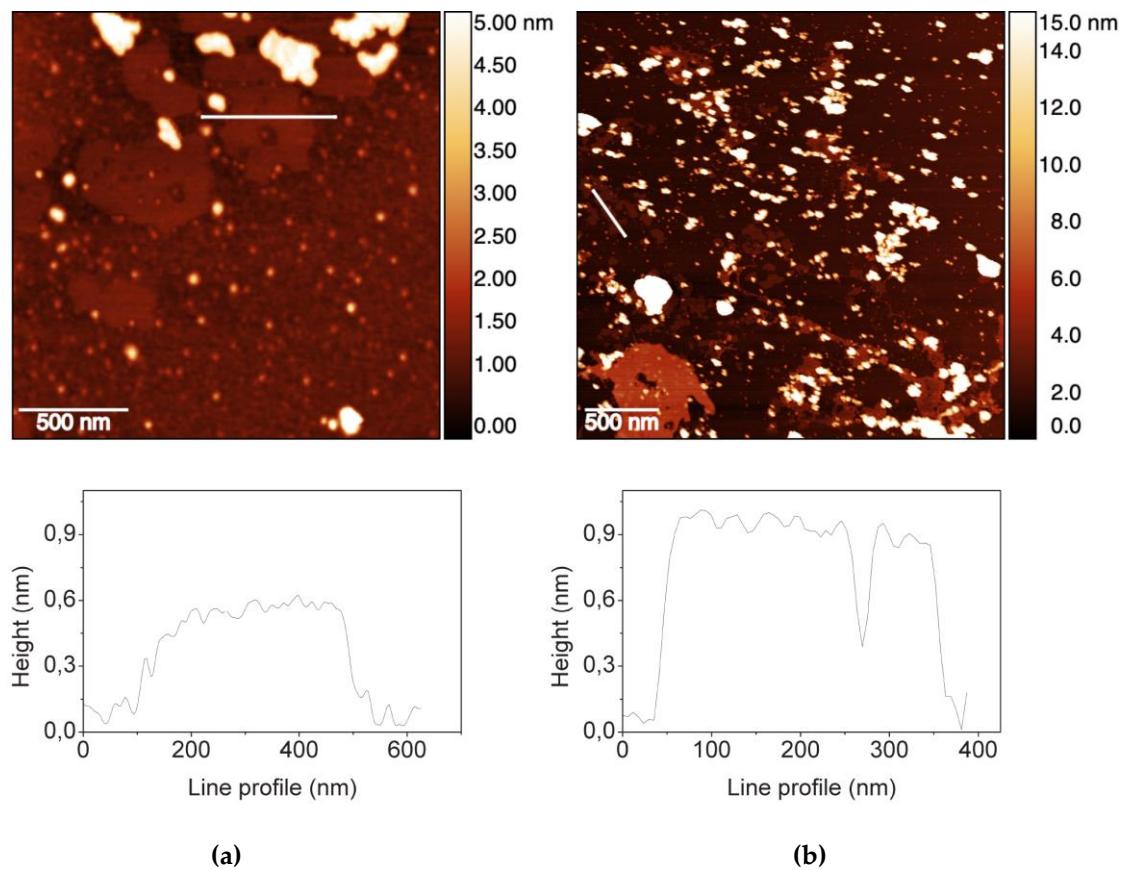 5.00 nm
4.50
4.00
3.50
3.00
2.50
2.00
1.50
1.00
0.00
500 nm
15.0 nm
14.0
12.0
10.0
8.0
6.0
4.0
2.0
0.0
500 nm
Height (nm)
0,9
0,6
0,3
0,0
0 200 400 600
Line profile (nm)
Height (nm)
0,9
0,6
0,3
0,0
0 100 200 300 400
Line profile (nm)
(a)
(b)